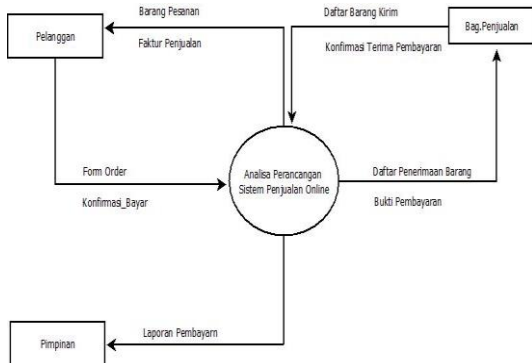 Barang Pesanan
Faktur Penjualan
Pelanggan
Daftar Barang Kirim
Konfirmasi Terima Pembayaran
Bag.Penjualan
Form Order
Konfirmasi_Bayar
Analisa Perancangan
Sistem Penjualan Online
Daftar Penerimaan Barang
Bukti Pembayaran
Pimpinan
Laporan Pembayarn